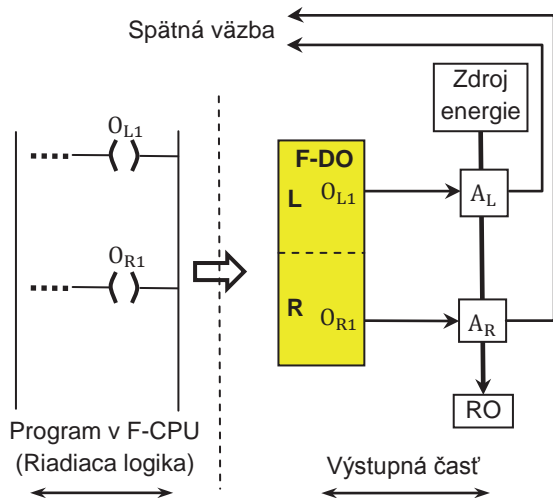 Spätná väzba
Zdroj
energie
O_L1
F-DO
L O_L1
A_L
O_R1
R O_R1
A_R
RO
Program v F-CPU
(Riadiaca logika)
Výstupná časť